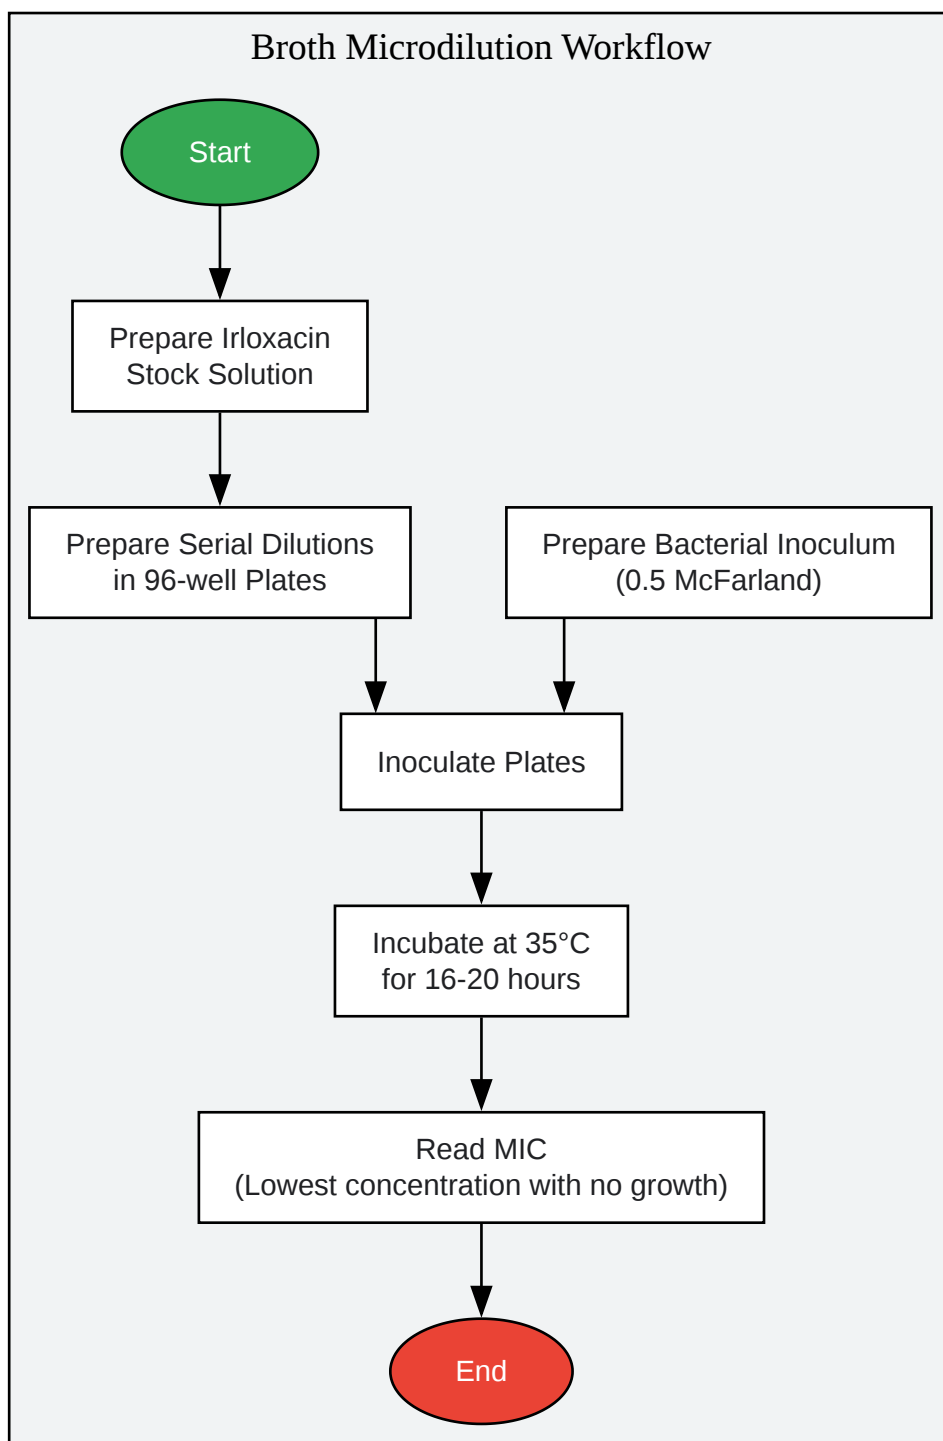 Broth Microdilution Workflow
Start
Prepare Irloxacin
Stock Solution
Prepare Serial Dilutions
in 96-well Plates
Prepare Bacterial Inoculum
(0.5 McFarland)
Inoculate Plates
Incubate at 35°C
for 16-20 hours
Read MIC
(Lowest concentration with no growth)
End